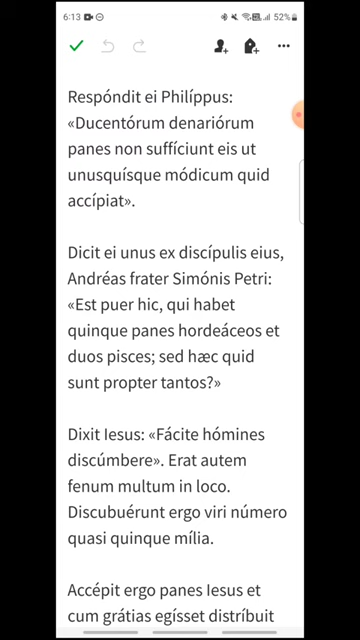 6:13
52%
Respóndit ei Philíppus:
«Ducentórum denariórum
panes non suffíciunt eis ut
unusquísque módicum quid
accípiat».
Dicit ei unus ex discípulis eius,
Andréas frater Simónis Petri:
«Est puer hic, qui habet
quinque panes hordeáceos et
duos pisces; sed hæc quid
sunt propter tantos?»
Dixit Iesus: «Fácite hómines
discúmbere». Erat autem
fenum multum in loco.
Discubuérunt ergo viri número
quasi quinque mília.
Accépit ergo panes Iesus et
cum grátias egísset distríbuit